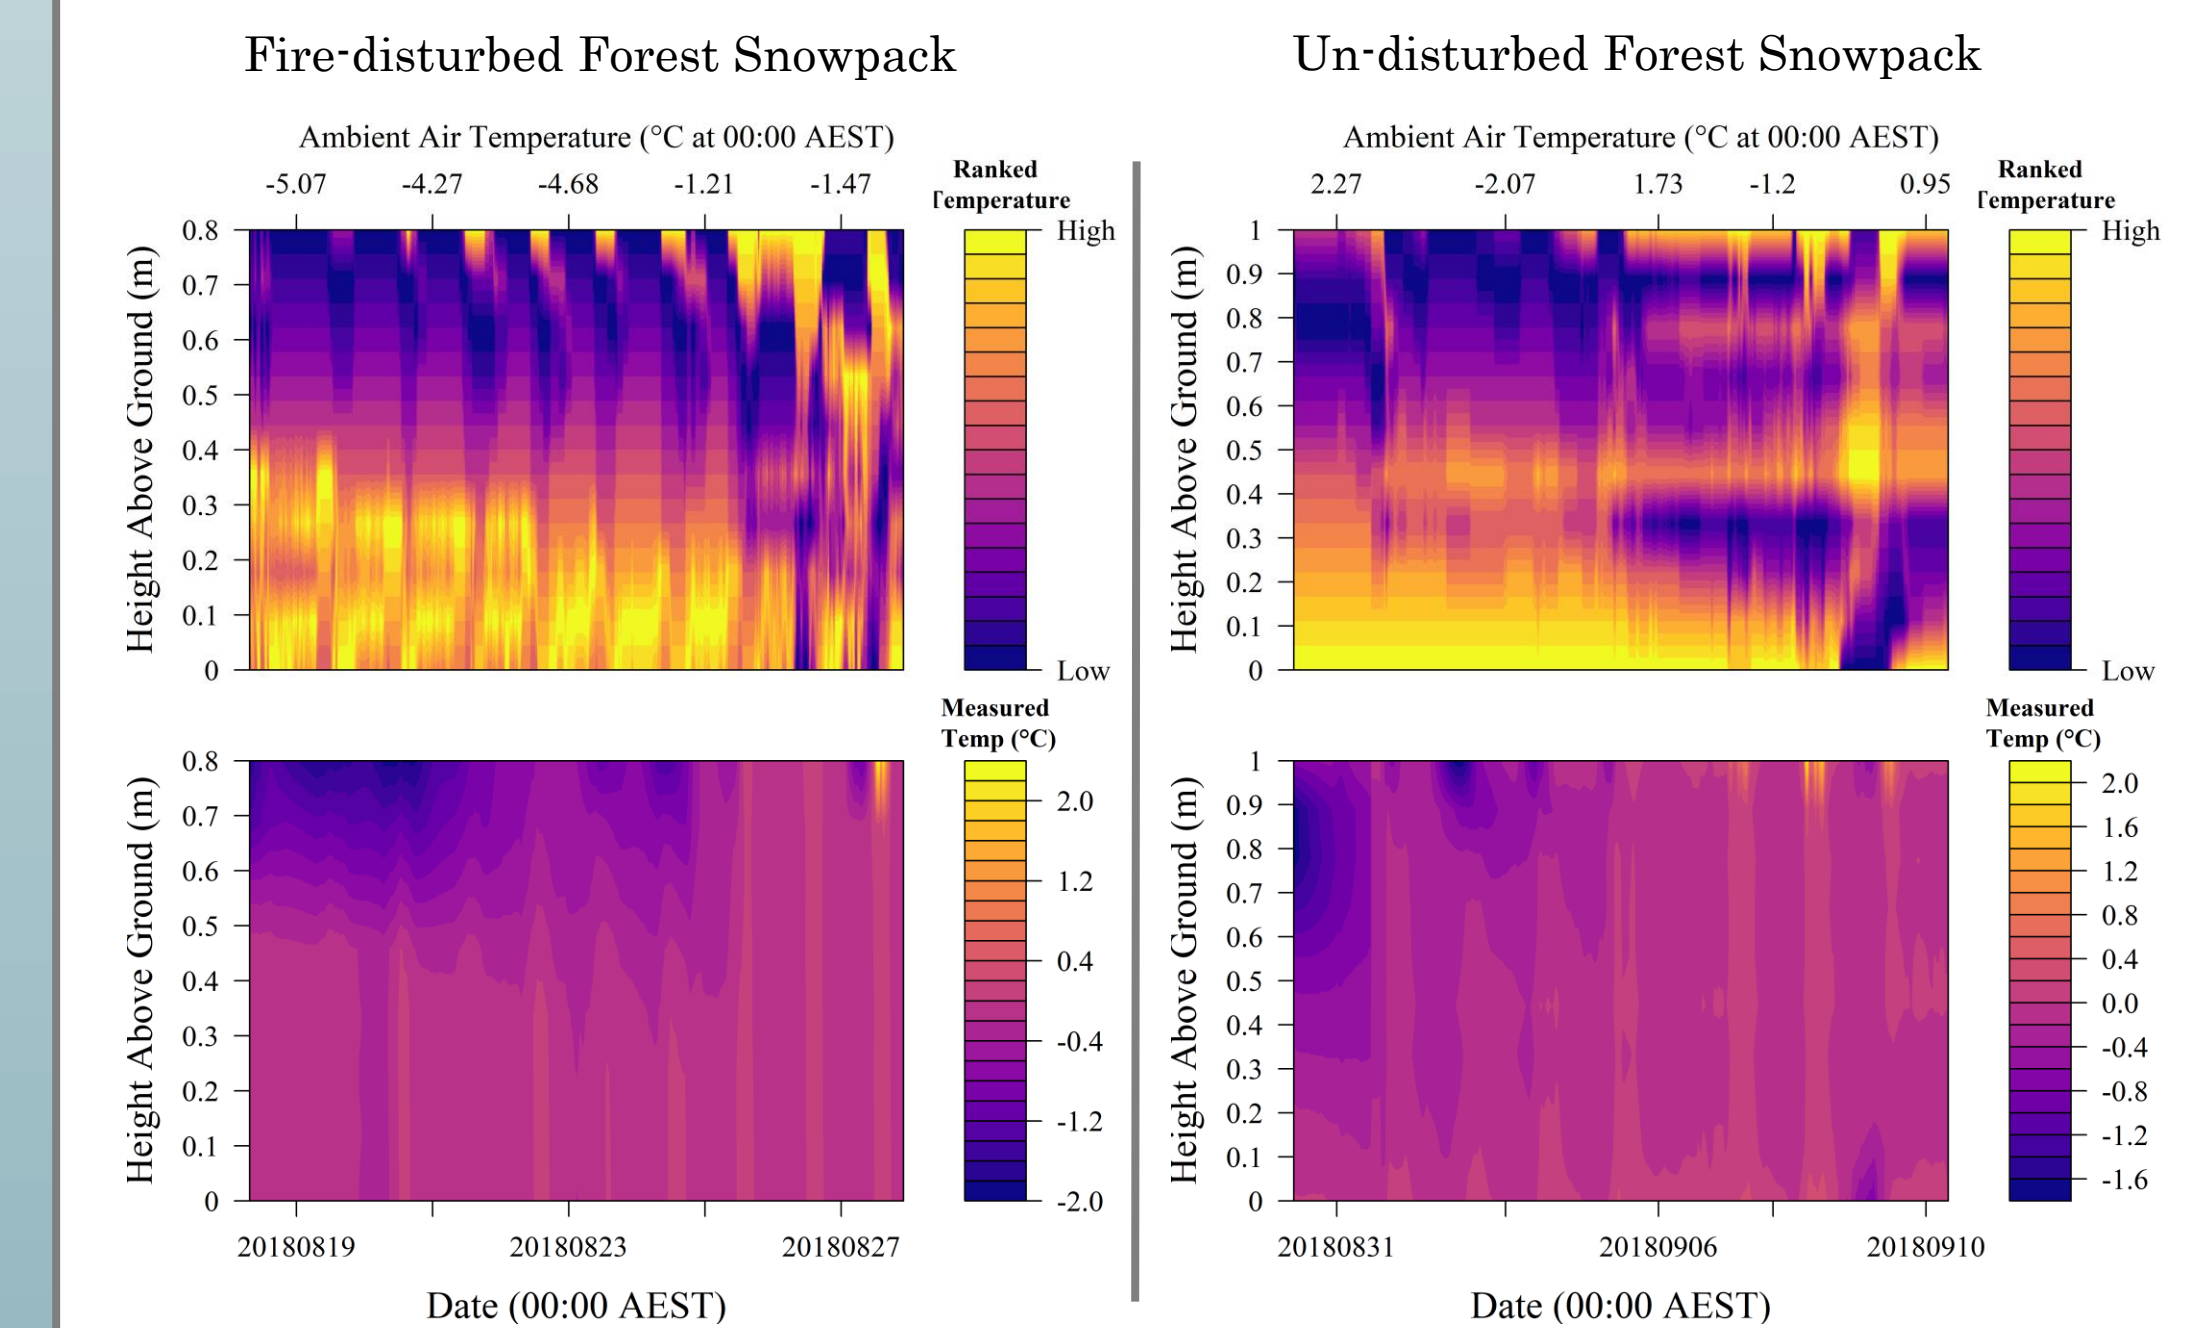 Fire-disturbed Forest Snowpack
Ambient Air Temperature (°C at 00:00 AEST)
-5.07 -4.27 -4.68 -1.21 -1.47
Ranked
Temperature
High
Low
0.8
0.7
0.6
0.5
0.4
0.3
0.2
0.1
0
Height Above Ground (m)
Measured
Temp (°C)
2.0
1.2
0.4
-0.4
-1.2
-2.0
0.8
0.7
0.6
0.5
0.4
0.3
0.2
0.1
0
Height Above Ground (m)
20180819 20180823 20180827
Date (00:00 AEST)
Un-disturbed Forest Snowpack
Ambient Air Temperature (°C at 00:00 AEST)
2.27 -2.07 1.73 -1.2 0.95
Ranked
Temperature
High
Low
1
0.9
0.8
0.7
0.6
0.5
0.4
0.3
0.2
0.1
0
Height Above Ground (m)
Measured
Temp (°C)
2.0
1.6
1.2
0.8
0.4
0.0
-0.4
-0.8
-1.2
-1.6
1
0.9
0.8
0.7
0.6
0.5
0.4
0.3
0.2
0.1
0
Height Above Ground (m)
20180831 20180906 20180910
Date (00:00 AEST)